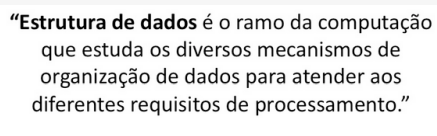 “Estrutura de dados é o ramo da computação
que estuda os diversos mecanismos de
organização de dados para atender aos
diferentes requisitos de processamento.”